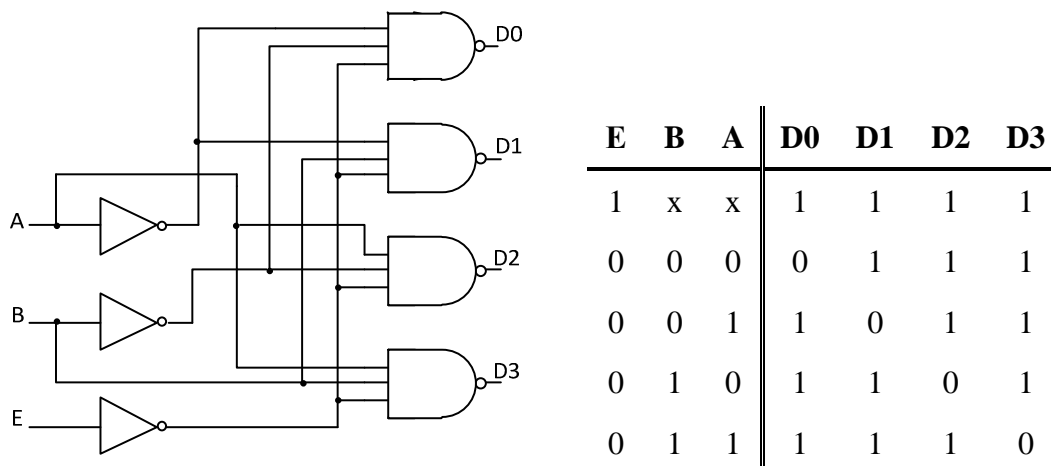 D0
D1
A
D2
B
D3
E
E B A D0 D1 D2 D3
1 x x 1 1 1 1
0 0 0 0 1 1 1
0 0 1 1 0 1 1
0 1 0 1 1 0 1
0 1 1 1 1 1 0